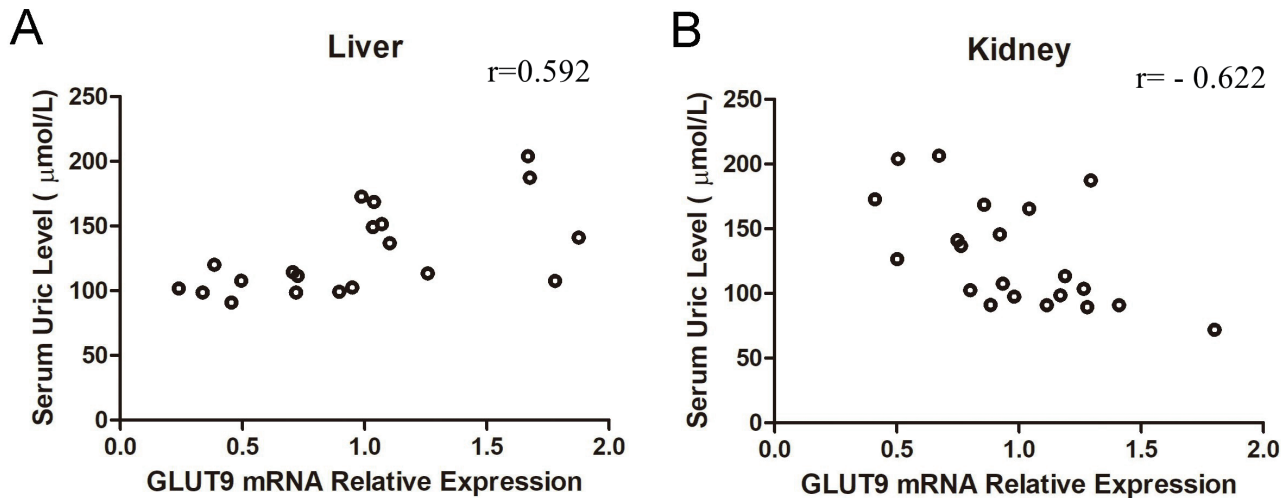 A
Liver
r=0.592
Serum Uric Level ( μmol/L)
250
200
150
100
50
0
0.0 0.5 1.0 1.5 2.0
GLUT9 mRNA Relative Expression
B
Kidney
r= - 0.622
Serum Uric Level ( μmol/L)
250
200
150
100
50
0
0.0 0.5 1.0 1.5 2.0
GLUT9 mRNA Relative Expression